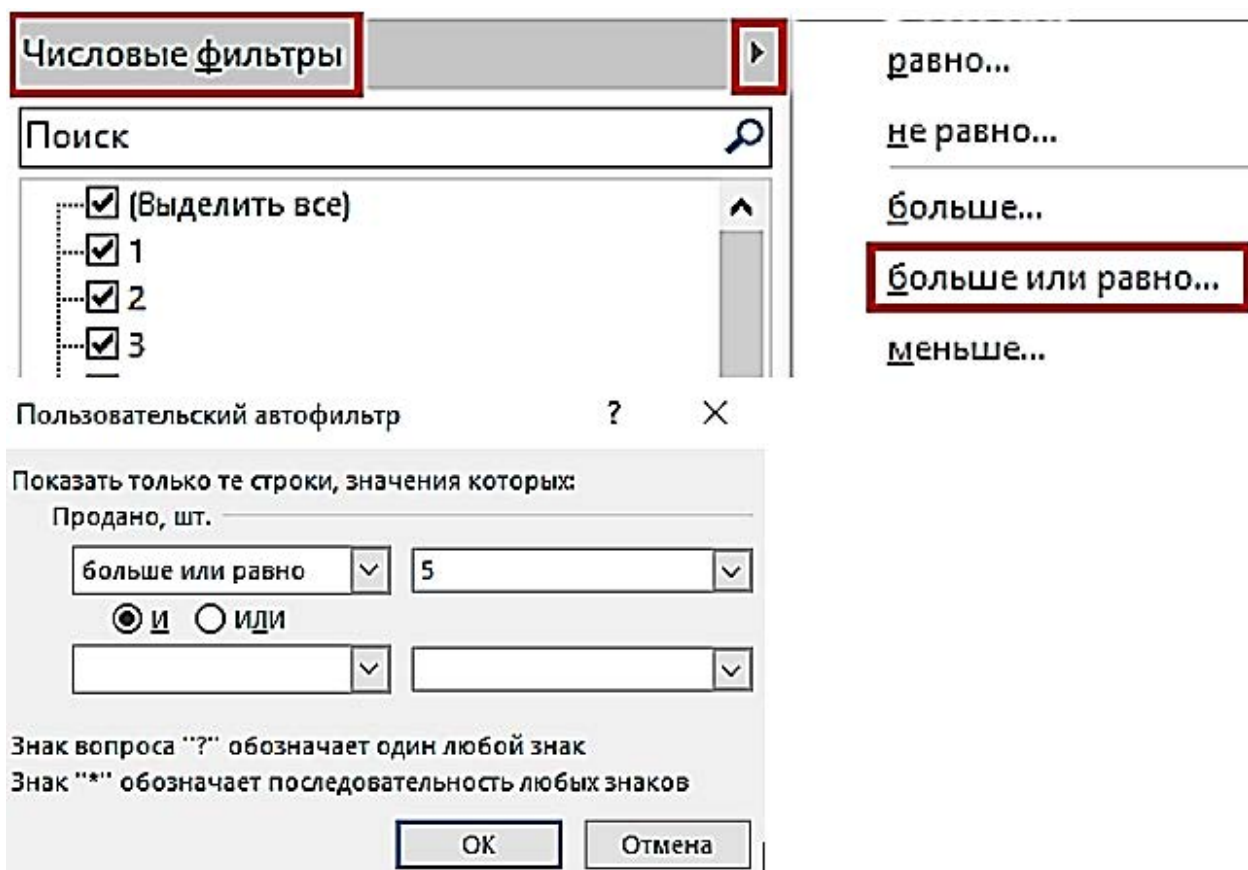 Числовые фильтры
Поиск
(Выделить все)
1
2
3
равно...
не равно...
больше...
больше или равно...
меньше...
Пользовательский автофильтр ? ×
Показать только те строки, значения которых:
Продано, шт.
больше или равно 5
и или
Знак вопроса "?" обозначает один любой знак
Знак "*" обозначает последовательность любых знаков
ОК Отмена